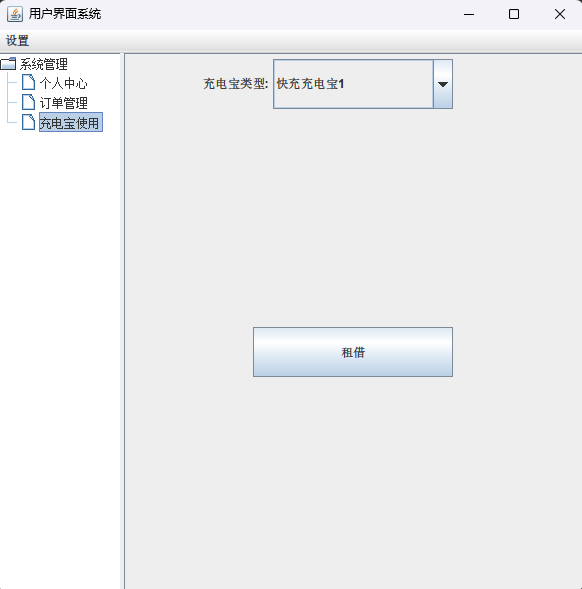 用户界面系统
设置
系统管理
个人中心
订单管理
充电宝使用
充电宝类型: 快充充电宝1
租借